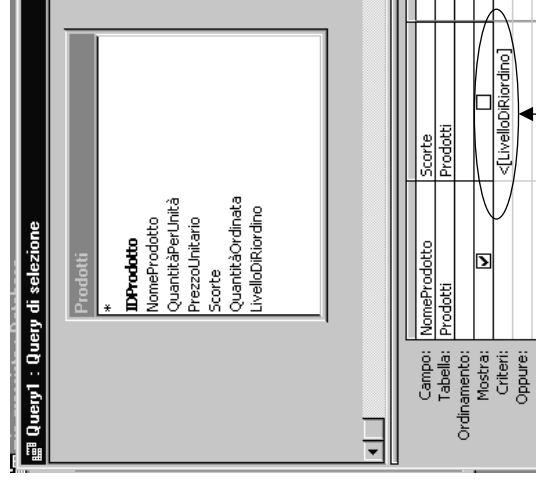 Query1 : Query di selezione
Prodotti
*
IDProdotto
NomeProdotto
QuantitàPerUnità
PrezzoUnitario
Scorte
QuantitàOrdinata
LivelloDiRiordino
Campo: NomeProdotto Scorte
Tabella: Prodotti Prodotti
Ordinamento:
Mostra:
Criteri: <[LivelloDiRiordino]
Oppure: